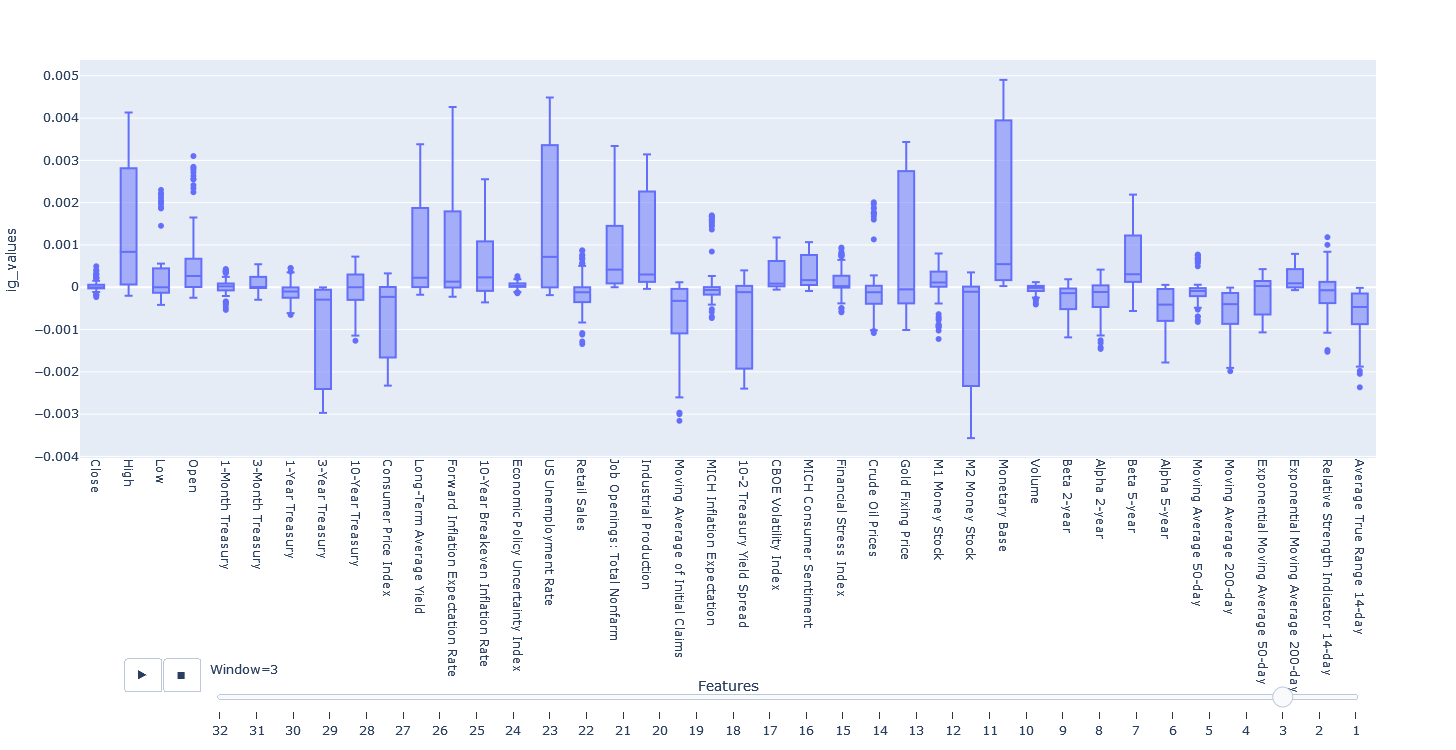 0.005
0.004
0.003
0.002
0.001
0
−0.001
−0.002
−0.003
−0.004
ig_values
Close
High
Low
Open
1-Month Treasury
3-Month Treasury
1-Year Treasury
3-Year Treasury
10-Year Treasury
Consumer Price Index
Long-Term Average Yield
Forward Inflation Expectation Rate
10-Year Breakeven Inflation Rate
Economic Policy Uncertainty Index
US Unemployment Rate
Retail Sales
Job Openings: Total Nonfarm
Industrial Production
Moving Average of Initial Claims
MICH Inflation Expectation
10-2 Treasury Yield Spread
CBOE Volatility Index
MICH Consumer Sentiment
Financial Stress Index
Crude Oil Prices
Gold Fixing Price
M1 Money Stock
M2 Money Stock
Monetary Base
Volume
Beta 2-year
Alpha 2-year
Beta 5-year
Alpha 5-year
Moving Average 50-day
Moving Average 200-day
Exponential Moving Average 50-day
Exponential Moving Average 200-day
Relative Strength Indicator 14-day
Average True Range 14-day
Window=3
Features
32 31 30 29 28 27 26 25 24 23 22 21 20 19 18 17 16 15 14 13 12 11 10 9 8 7 6 5 4 3 2 1